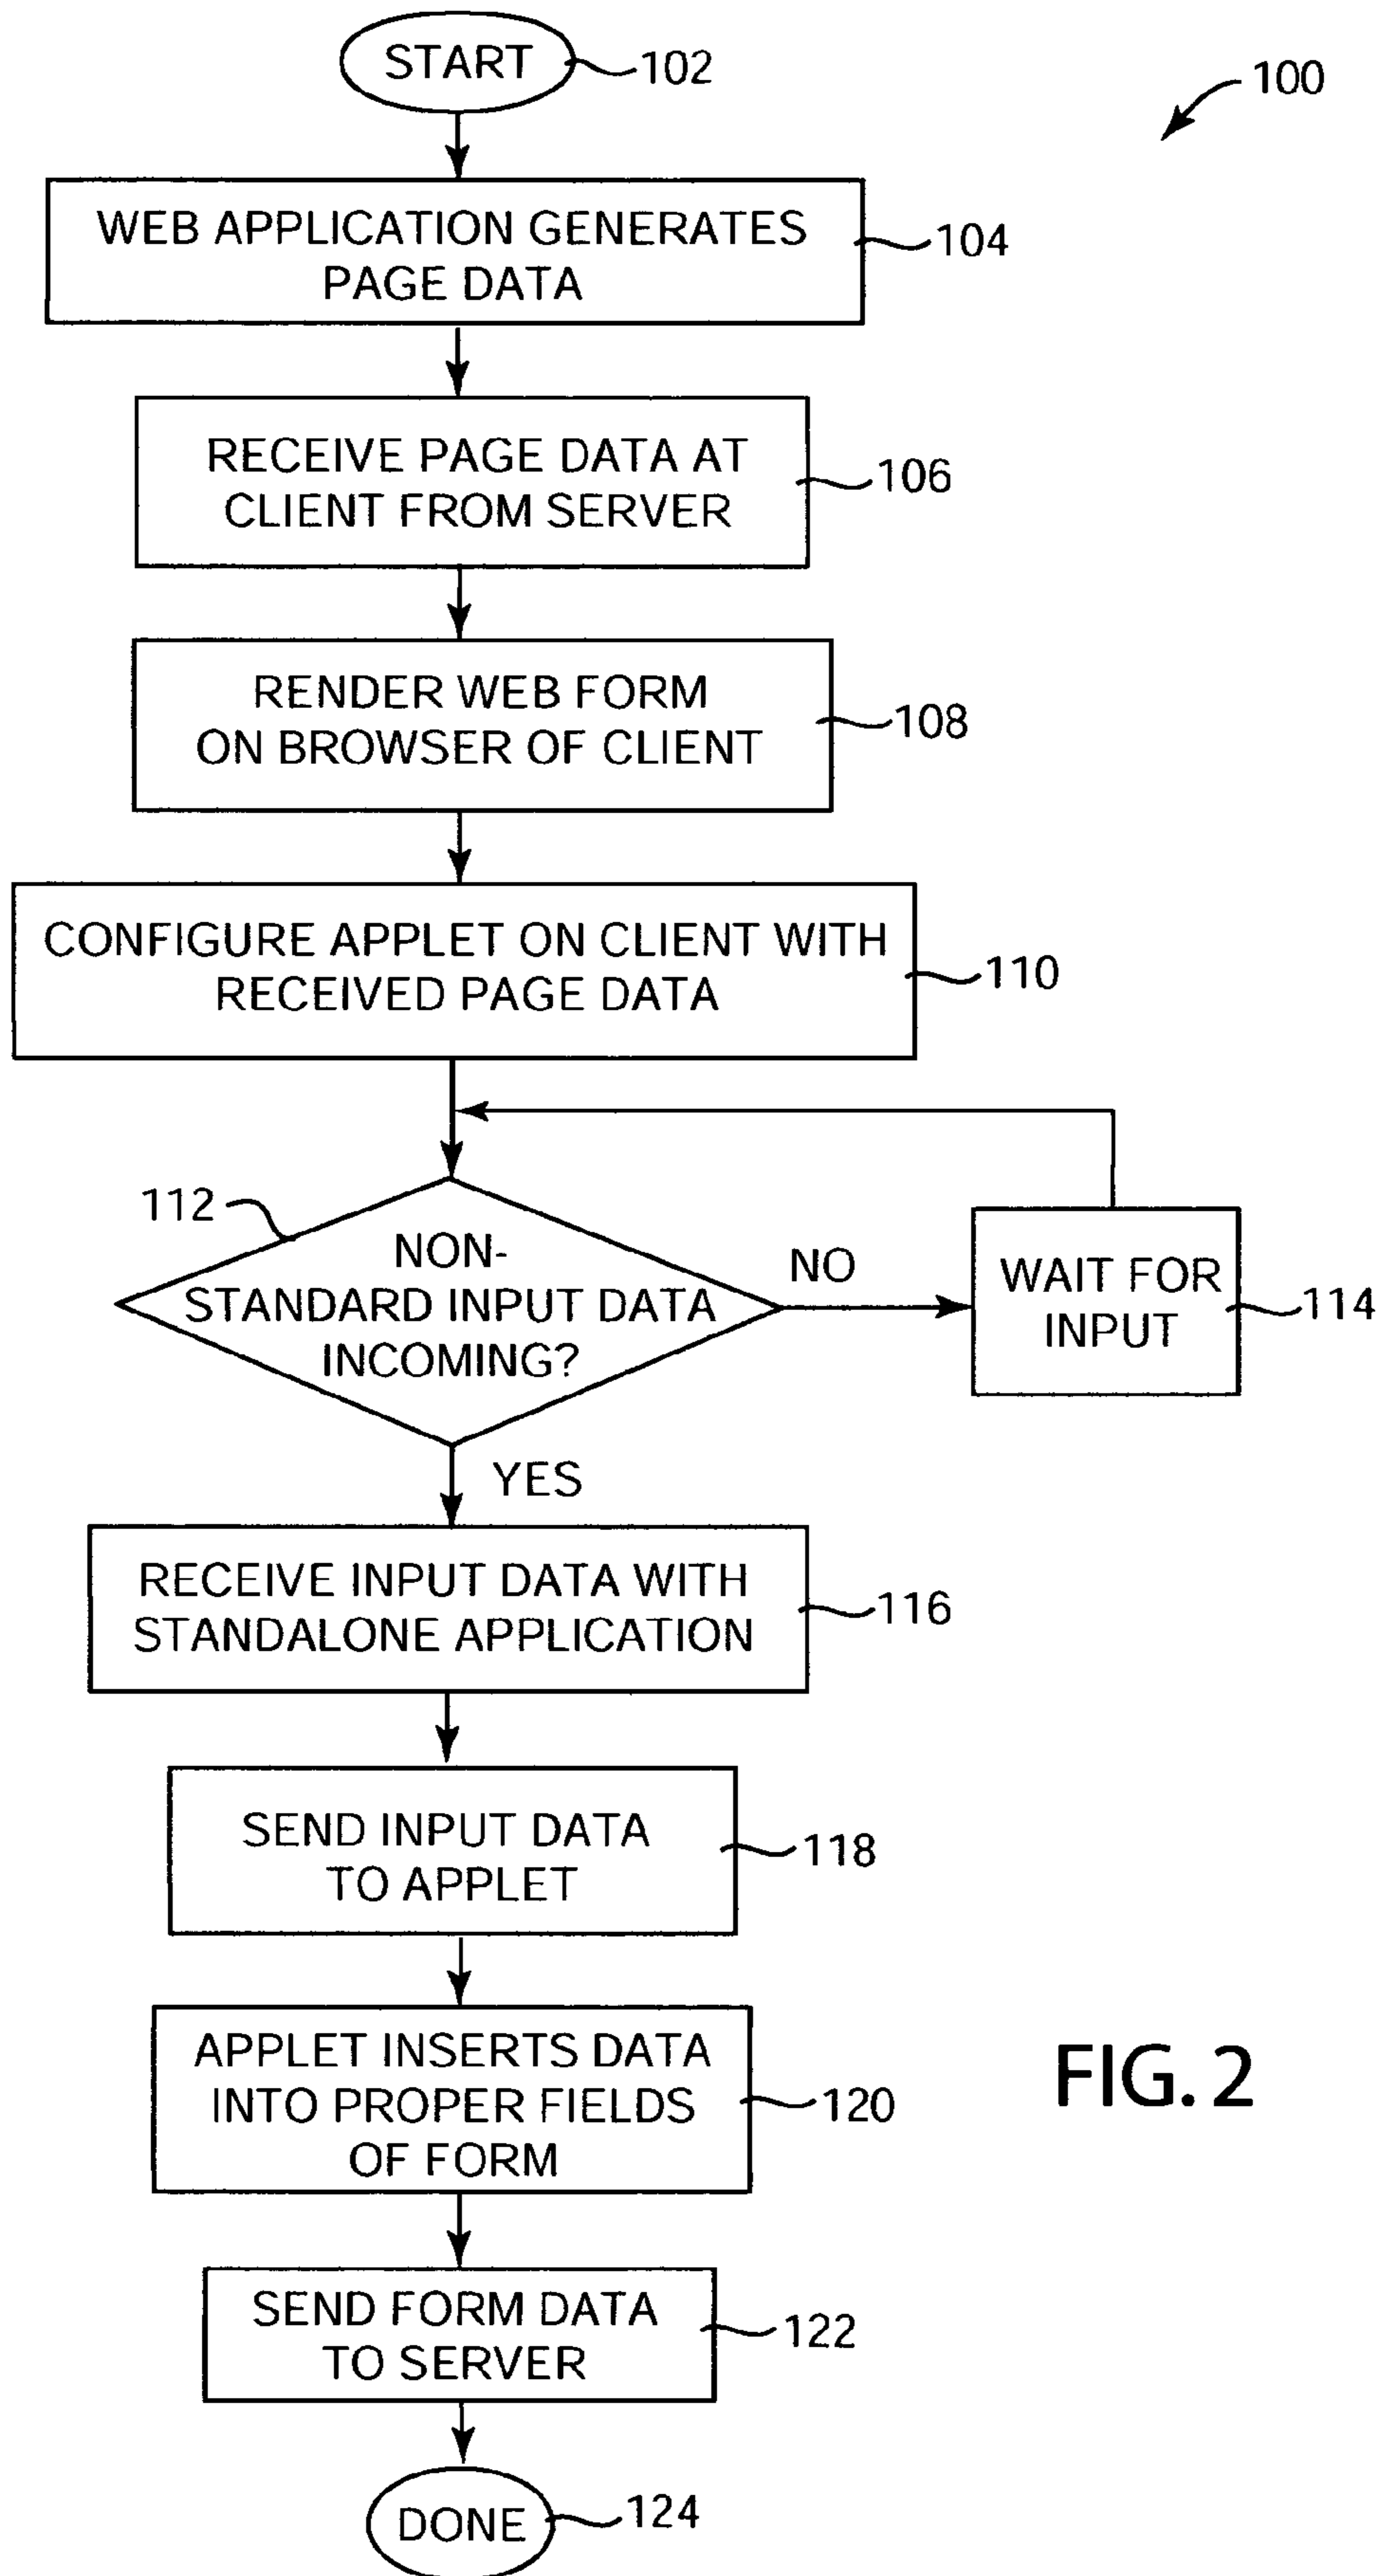 START
102
100
WEB APPLICATION GENERATES
PAGE DATA
104
RECEIVE PAGE DATA AT
CLIENT FROM SERVER
106
RENDER WEB FORM
ON BROWSER OF CLIENT
108
CONFIGURE APPLET ON CLIENT WITH
RECEIVED PAGE DATA
110
112
NON-
STANDARD INPUT DATA
INCOMING?
NO
WAIT FOR
INPUT
114
YES
RECEIVE INPUT DATA WITH
STANDALONE APPLICATION
116
SEND INPUT DATA
TO APPLET
118
APPLET INSERTS DATA
INTO PROPER FIELDS
OF FORM
120
FIG. 2
SEND FORM DATA
TO SERVER
122
DONE
124